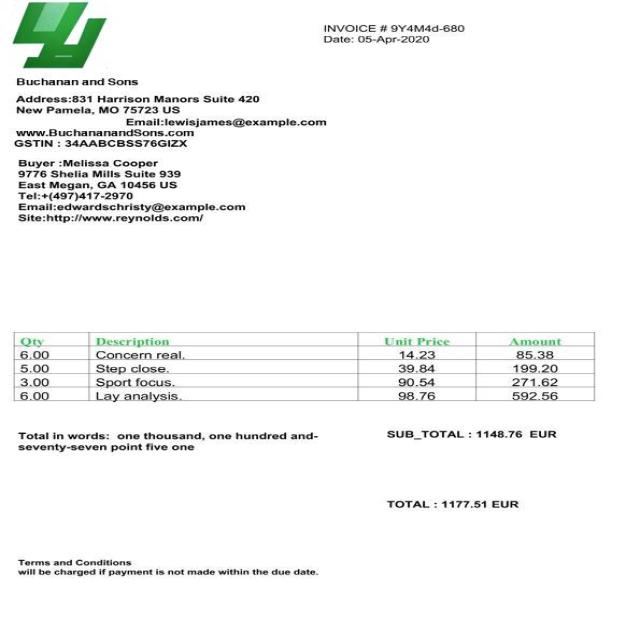 INVOICE # 9Y4M4d-680
Date: 05-Apr-2020
Buchanan and Sons
Address:831 Harrison Manors Suite 420
New Pamela, MO 75723 US
Email:lewisjames@example.com
www.BuchananandSons.com
GSTIN : 34AABCBSS76GIZX
Buyer :Melissa Cooper
9776 Shelia Mills Suite 939
East Megan, GA 10456 US
Tel:+(497)417-2970
Email:edwardschristy@example.com
Site:http://www.reynolds.com/
Qty Description Unit Price Amount
6.00 Concern real. 14.23 85.38
5.00 Step close. 39.84 199.20
3.00 Sport focus. 90.54 271.62
6.00 Lay analysis. 98.76 592.56
Total in words: one thousand, one hundred and-
seventy-seven point five one
SUB_TOTAL : 1148.76 EUR
TOTAL : 1177.51 EUR
Terms and Conditions
will be charged if payment is not made within the due date.